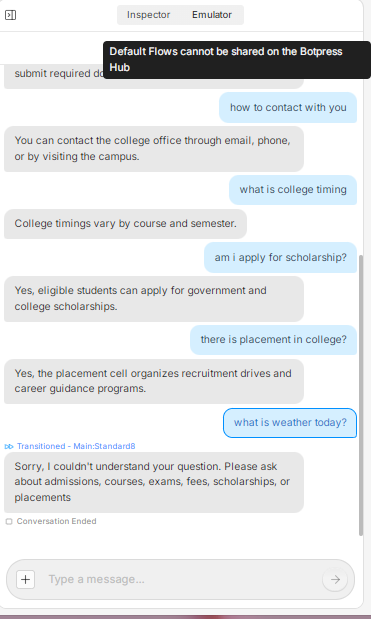 Inspector Emulator
Default Flows cannot be shared on the Botpress
Hub
submit required
how to contact with you
You can contact the college office through email, phone,
or by visiting the campus.
what is college timing
College timings vary by course and semester.
am i apply for scholarship?
Yes, eligible students can apply for government and
college scholarships.
there is placement in college?
Yes, the placement cell organizes recruitment drives and
career guidance programs.
what is weather today?
Transitioned - Main:Standard8
Sorry, I couldn't understand your question. Please ask
about admissions, courses, exams, fees, scholarships, or
placements
Conversation Ended
Type a message...